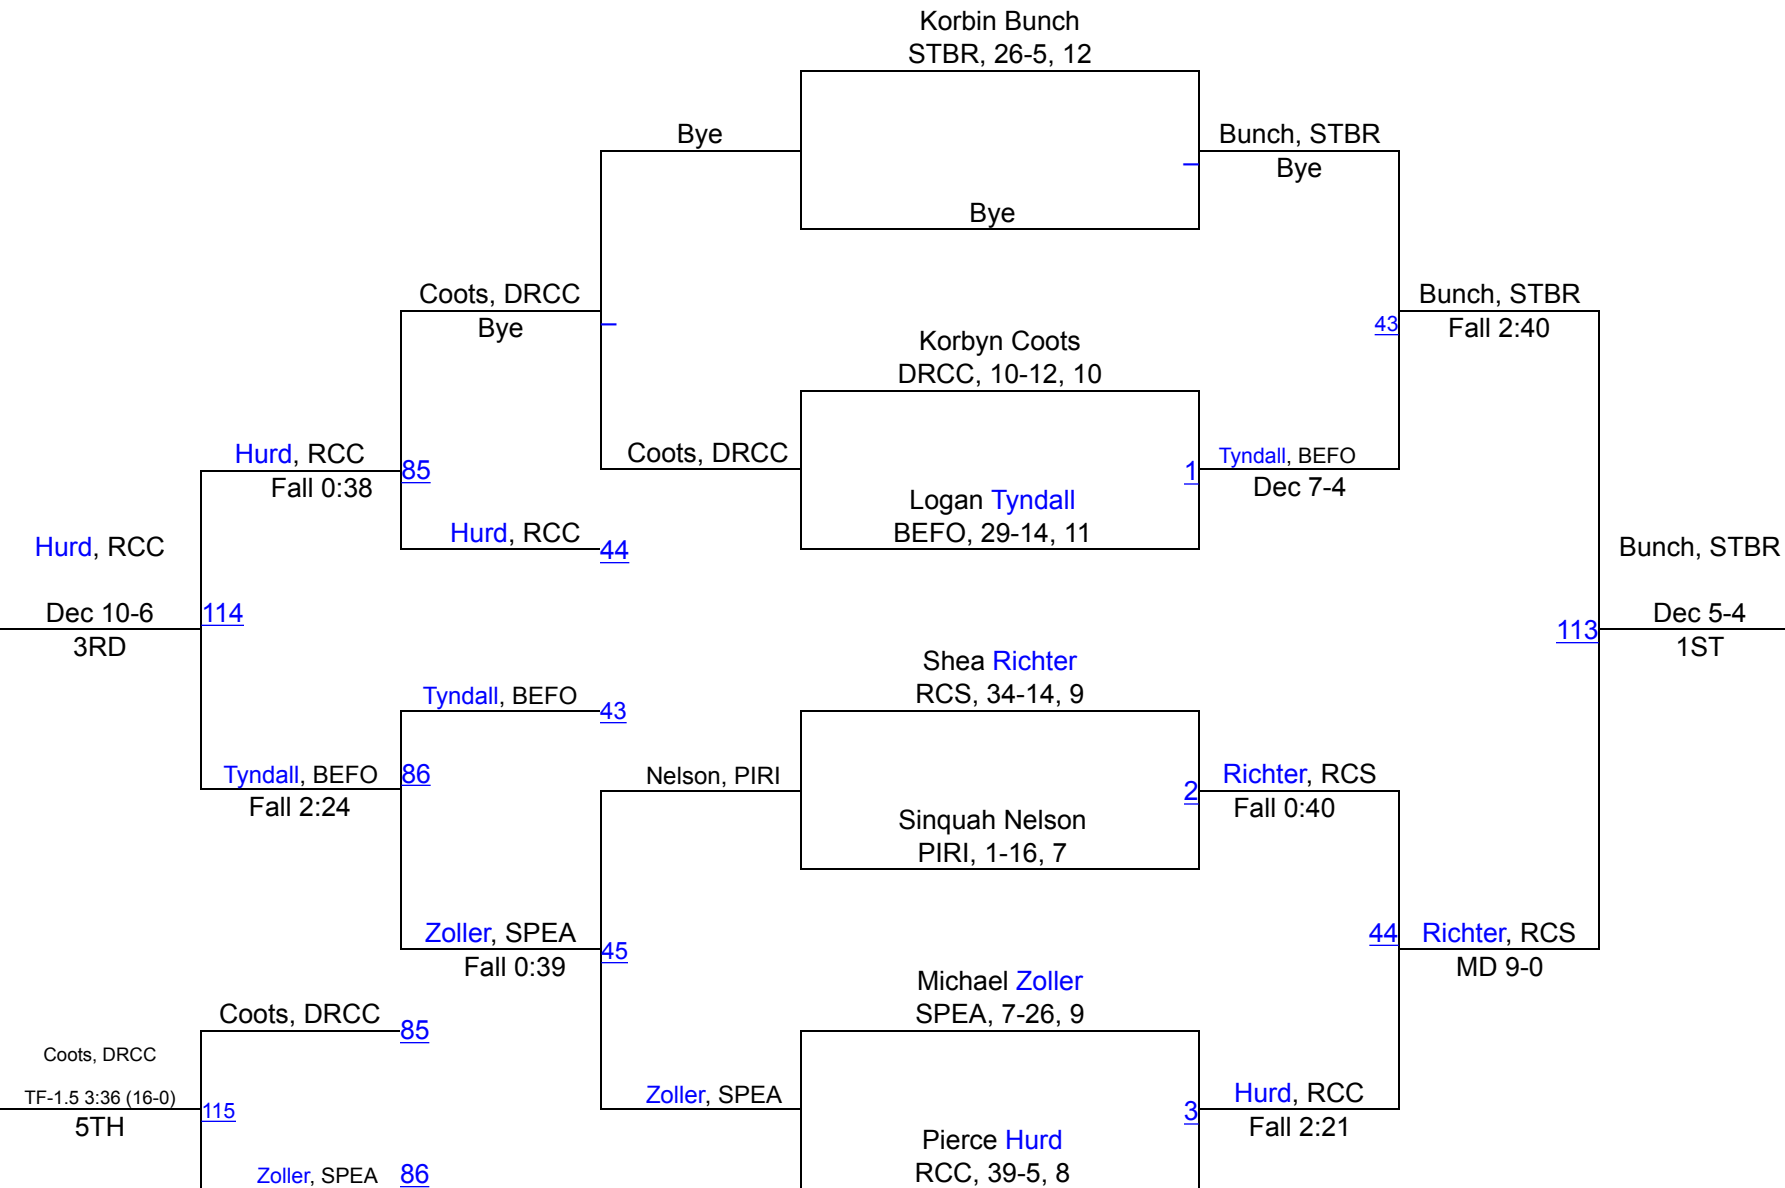 Korbin Bunch
STBR, 26-5, 12
Bye
Bunch, STBR
Bye
Bye
Coots, DRCC
Bye
Bunch, STBR
43
Fall 2:40
Korbyn Coots
DRCC, 10-12, 10
Hurd, RCC
85
Fall 0:38
Coots, DRCC
1
Tyndall, BEFO
Dec 7-4
Logan Tyndall
BEFO, 29-14, 11
Hurd, RCC
Hurd, RCC
44
Bunch, STBR
Dec 10-6
114
3RD
113
Dec 5-4
1ST
Shea Richter
RCS, 34-14, 9
Tyndall, BEFO
43
Tyndall, BEFO
86
Fall 2:24
Nelson, PIRI
2
Richter, RCS
Fall 0:40
Sinquah Nelson
PIRI, 1-16, 7
Zoller, SPEA
45
Fall 0:39
44
Richter, RCS
MD 9-0
Michael Zoller
SPEA, 7-26, 9
Coots, DRCC
85
Coots, DRCC
TF-1.5 3:36 (16-0)
115
5TH
Zoller, SPEA
3
Hurd, RCC
Fall 2:21
Pierce Hurd
RCC, 39-5, 8
Zoller, SPEA
86